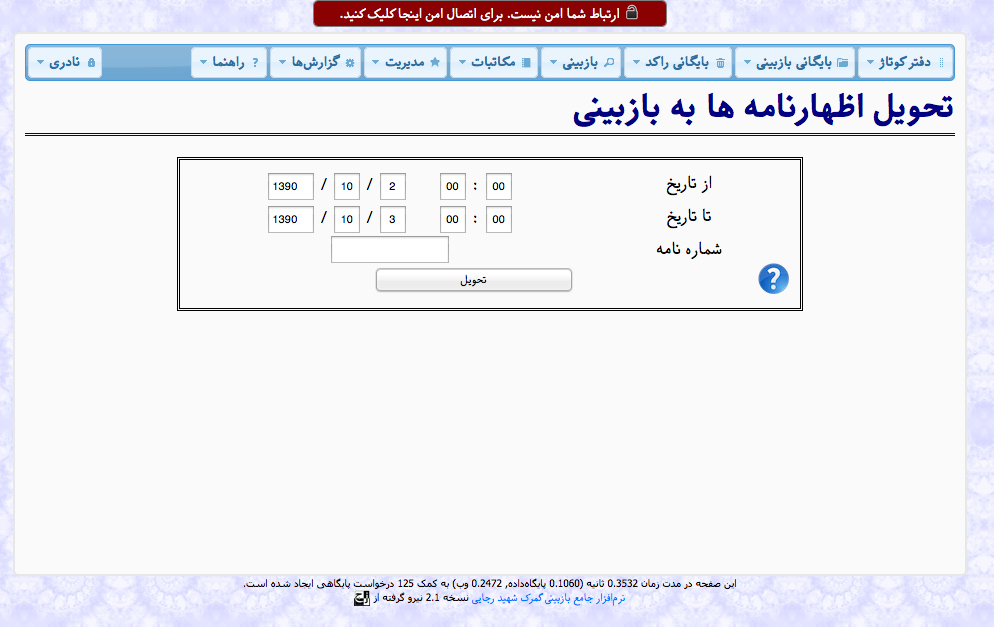 ارتباط شما امن نیست. برای اتصال امن اینجا کلیک کنید.
دفتر کوتاژ بایگانی بازبینی بایگانی راکد بازبینی مکاتبات مدیریت گزارش‌ها راهنما نادری
تحویل اظهارنامه ها به بازبینی
از تاریخ 1390 / 10 / 2 00 : 00
تا تاریخ 1390 / 10 / 3 00 : 00
شماره نامه
تحویل
این صفحه در مدت زمان 0.3532 ثانیه (0.1060 پایگاه‌داده, 0.2472 وب) به کمک 125 درخواست پایگاهی ایجاد شده است.
نرم‌افزار جامع بازبینی گمرک شهید رجایی نسخه 2.1 نیرو گرفته از